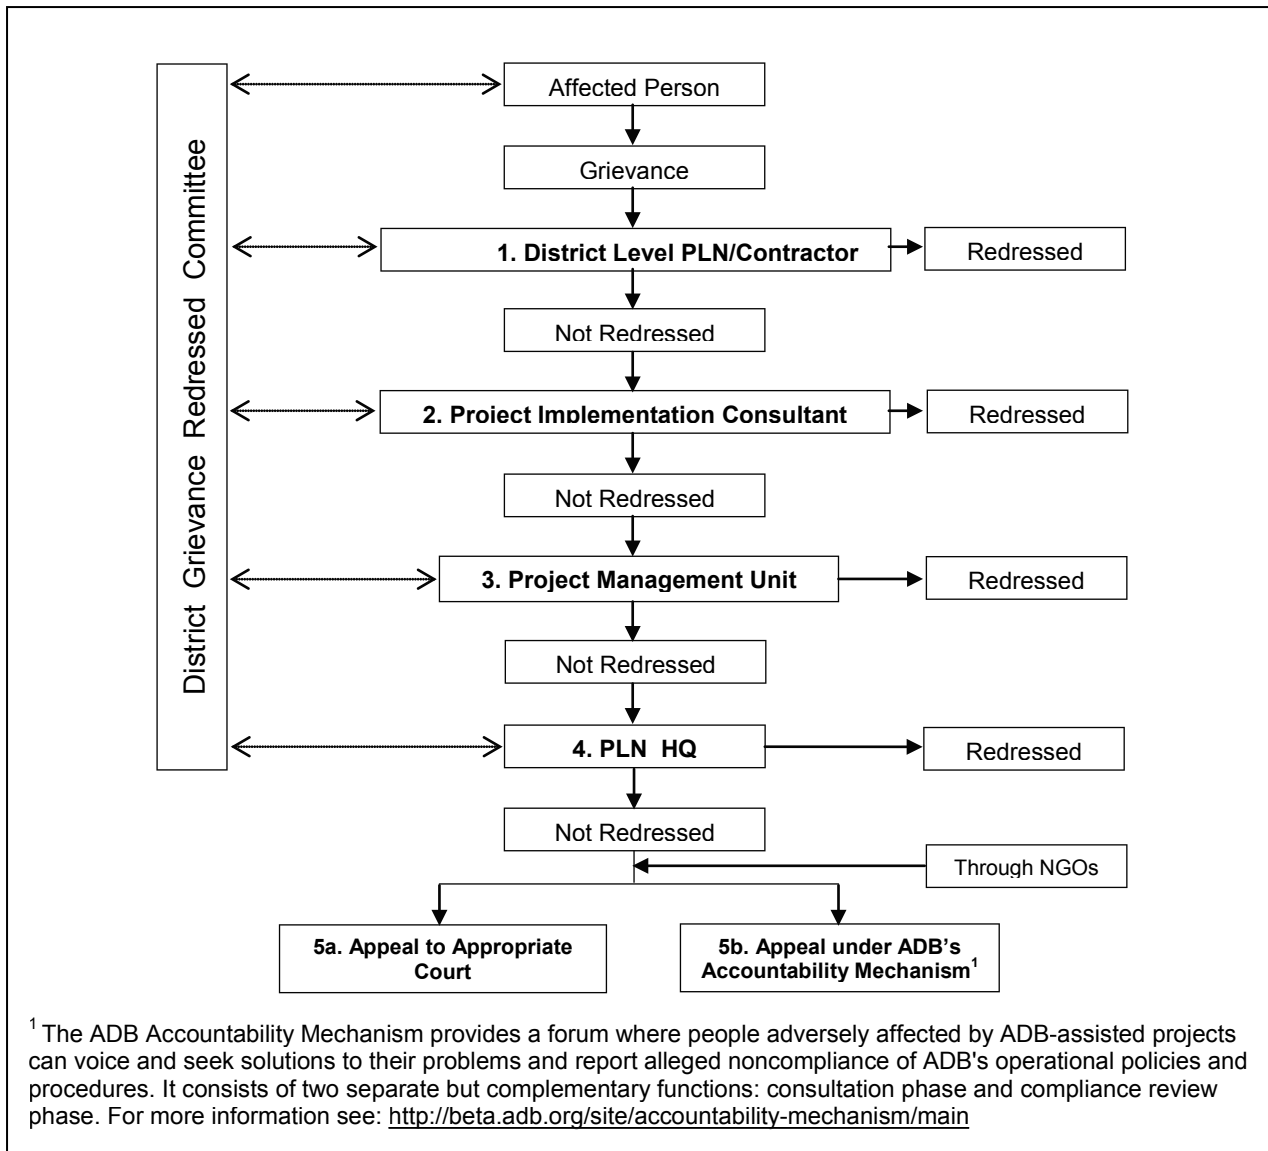 District Grievance Redressed Committee
Affected Person
Grievance
1. District Level PLN/Contractor
Redressed
Not Redressed
2. Project Implementation Consultant
Redressed
Not Redressed
3. Project Management Unit
Redressed
Not Redressed
4. PLN HQ
Redressed
Not Redressed
Through NGOs
5a. Appeal to Appropriate
Court
5b. Appeal under ADB’s
Accountability Mechanism1
1 The ADB Accountability Mechanism provides a forum where people adversely affected by ADB-assisted projects
can voice and seek solutions to their problems and report alleged noncompliance of ADB's operational policies and
procedures. It consists of two separate but complementary functions: consultation phase and compliance review
phase. For more information see: http://beta.adb.org/site/accountability-mechanism/main